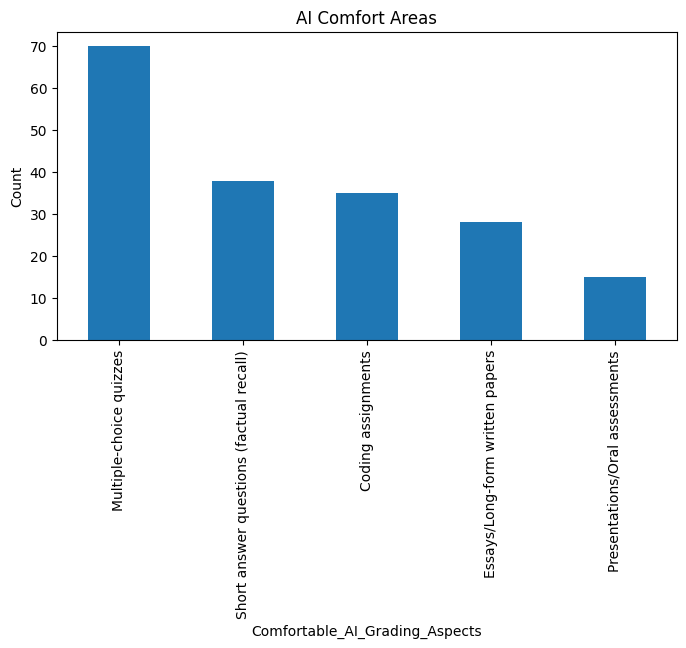 AI Comfort Areas
Count
70
60
50
40
30
20
10
0
Multiple-choice quizzes
Short answer questions (factual recall)
Coding assignments
Essays/Long-form written papers
Presentations/Oral assessments
Comfortable_AI_Grading_Aspects